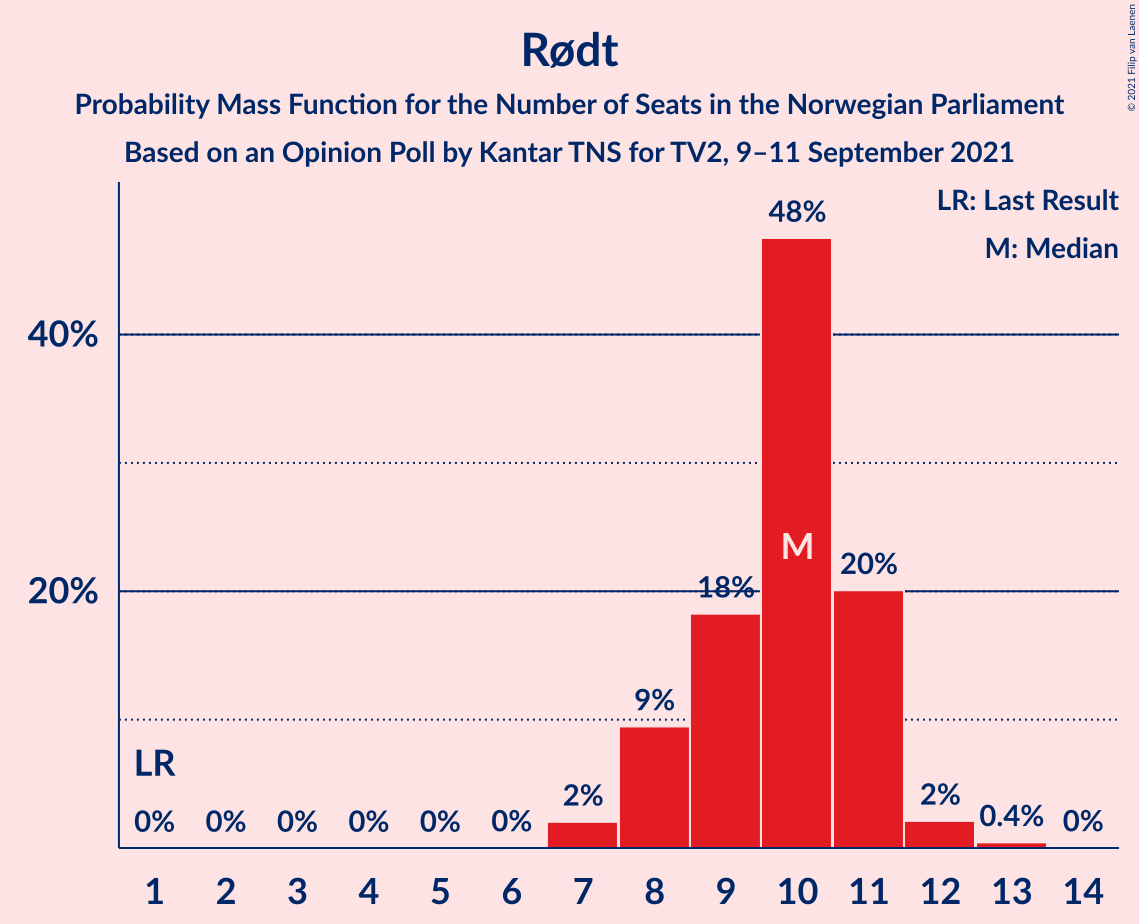 Rødt
Probability Mass Function for the Number of Seats in the Norwegian Parliament
Based on an Opinion Poll by Kantar TNS for TV2, 9–11 September 2021
© 2021 Filip van Laenen
LR: Last Result
M: Median
40%
20%
LR
0%
0%
0%
0%
0%
0%
2%
9%
18%
48%
M
20%
2%
0.4%
0%
1 2 3 4 5 6 7 8 9 10 11 12 13 14